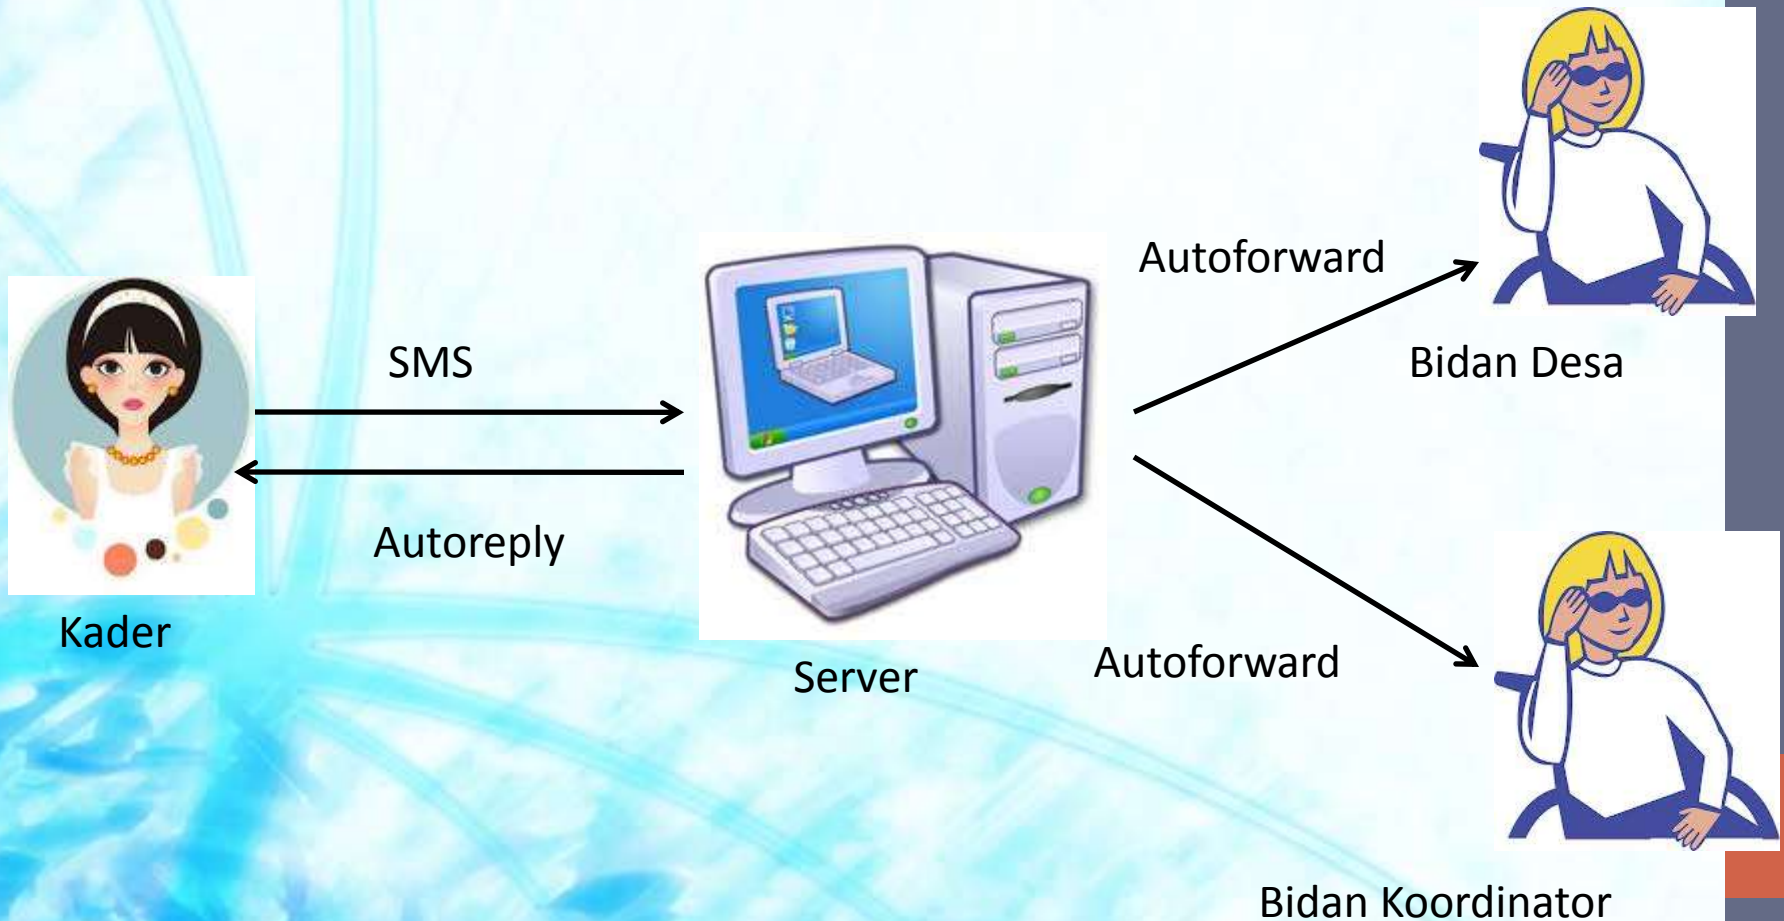 Autoforward
SMS
Bidan Desa
Autoreply
Kader
Server
Autoforward
Bidan Koordinator